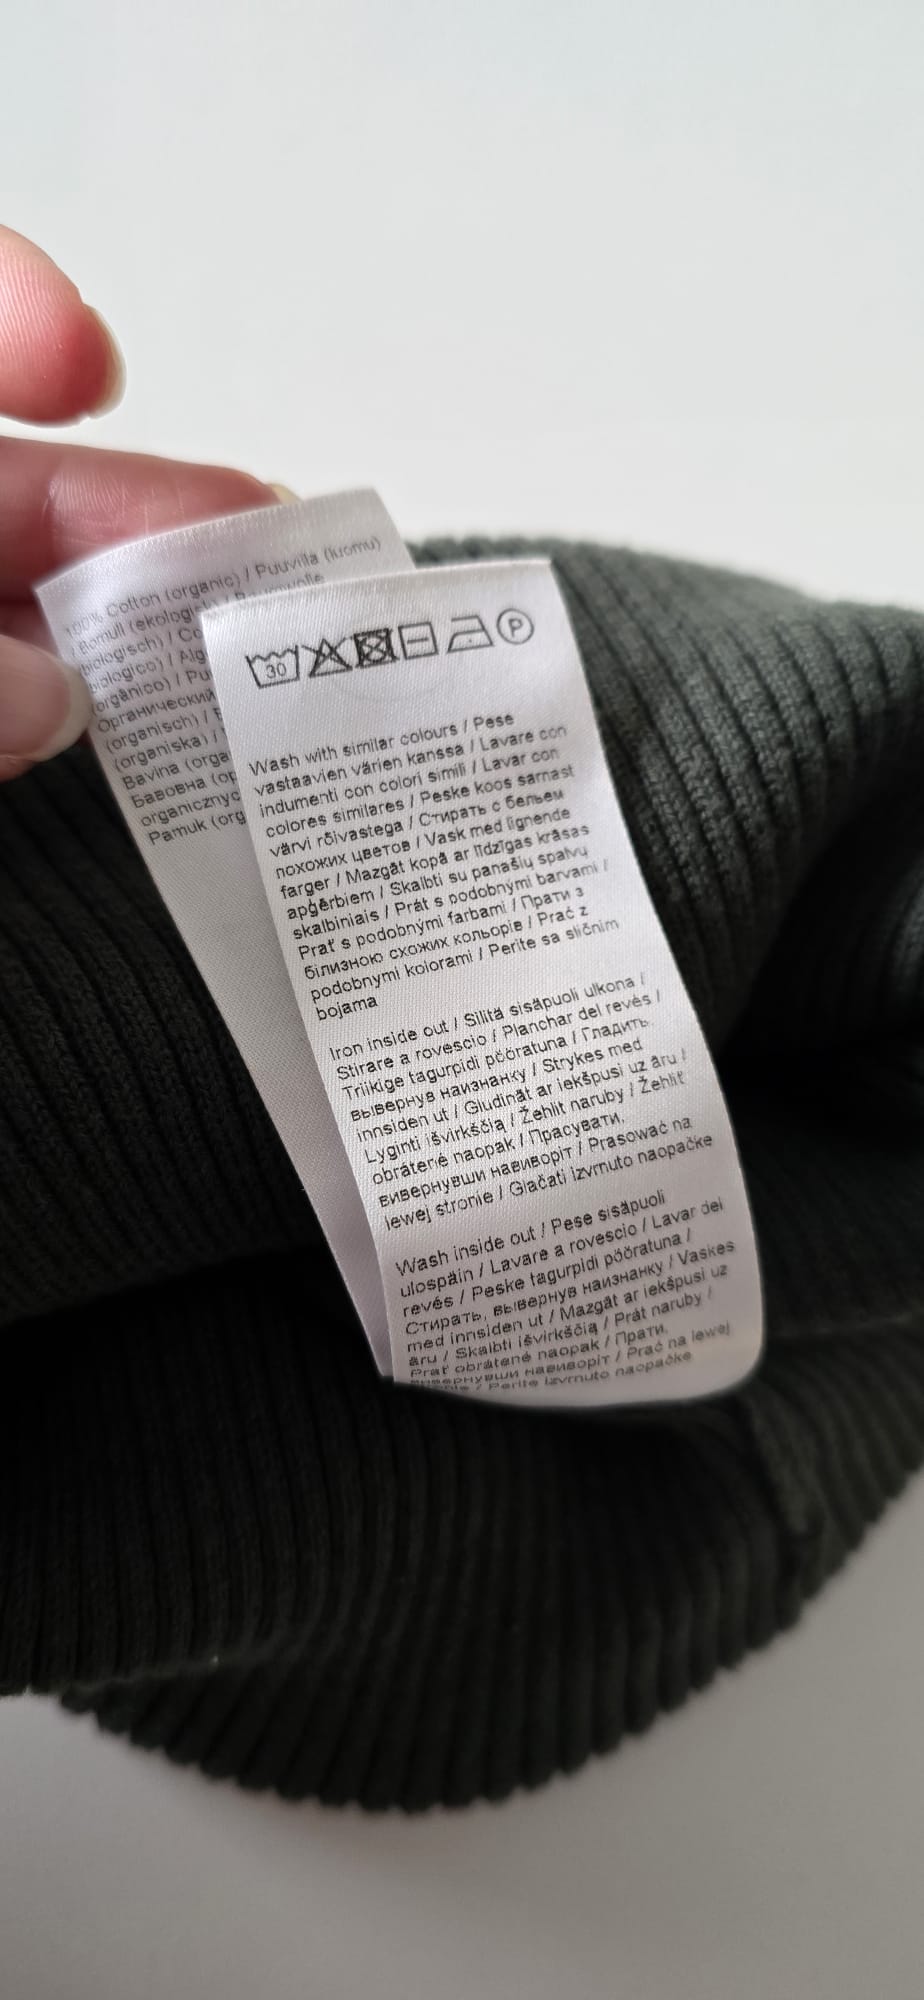 100% Cotton (organic) / Puuvilla (luomu)
/ Bomull (ekologisk) / Baumwolle
biologisch) / Co
biologico) / Alg
orgânico) / Pu
Органический
(organisch) /
(organiska) /
Bavlna (orga
Бавовна (ор
organicznyc
Pamuk (org
30
P
Wash with similar colours / Pese
vastaavien värien kanssa / Lavare con
indumenti con colori simili / Lavar con
colores similares / Peske koos sarnast
värvi rõivastega / Стирать с бельем
похожих цветов / Vask med lignende
farger / Mazgāt kopā ar līdzīgas krāsas
apģērbiem / Skalbti su panašių spalvų
skalbiniais / Prát s podobnými barvami /
Prať s podobnými farbami / Прати з
білизною схожих кольорів / Prać z
podobnymi kolorami / Perite sa sličnim
bojama
Iron inside out / Silitä sisäpuoli ulkona /
Stirare a rovescio / Planchar del revés /
Triikige tagurpidi pööratuna / Гладить,
вывернув наизнанку / Strykes med
innsiden ut / Gludināt ar iekšpusi uz āru /
Lyginti išvirkščią / Žehlit naruby / Žehliť
obrátené naopak / Прасувати,
вивернувши навиворіт / Prasować na
lewej stronie / Glačati izvrnuto naopačke
Wash inside out / Pese sisäpuoli
ulospäin / Lavare a rovescio / Lavar del
revés / Peske tagurpidi pööratuna /
Стирать, вывернув наизнанку / Vaskes
med innsiden ut / Mazgāt ar iekšpusi uz
āru / Skalbti išvirkščią / Prát naruby /
Prať obrátené naopak / Прати,
вивернувши навиворіт / Prać na lewej
/ Perite izvrnuto naopačke